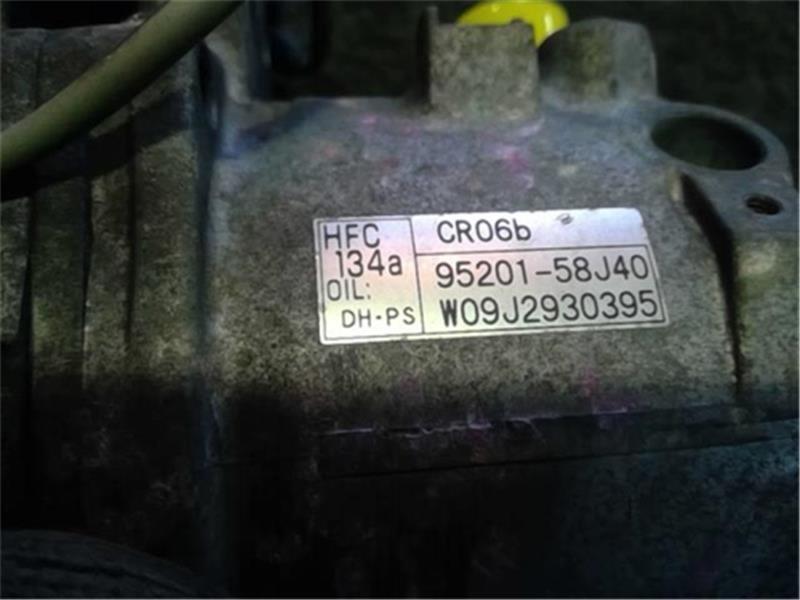 HFC
134a
OIL:
DH-PS
CR06b
95201-58J40
W09J2930395